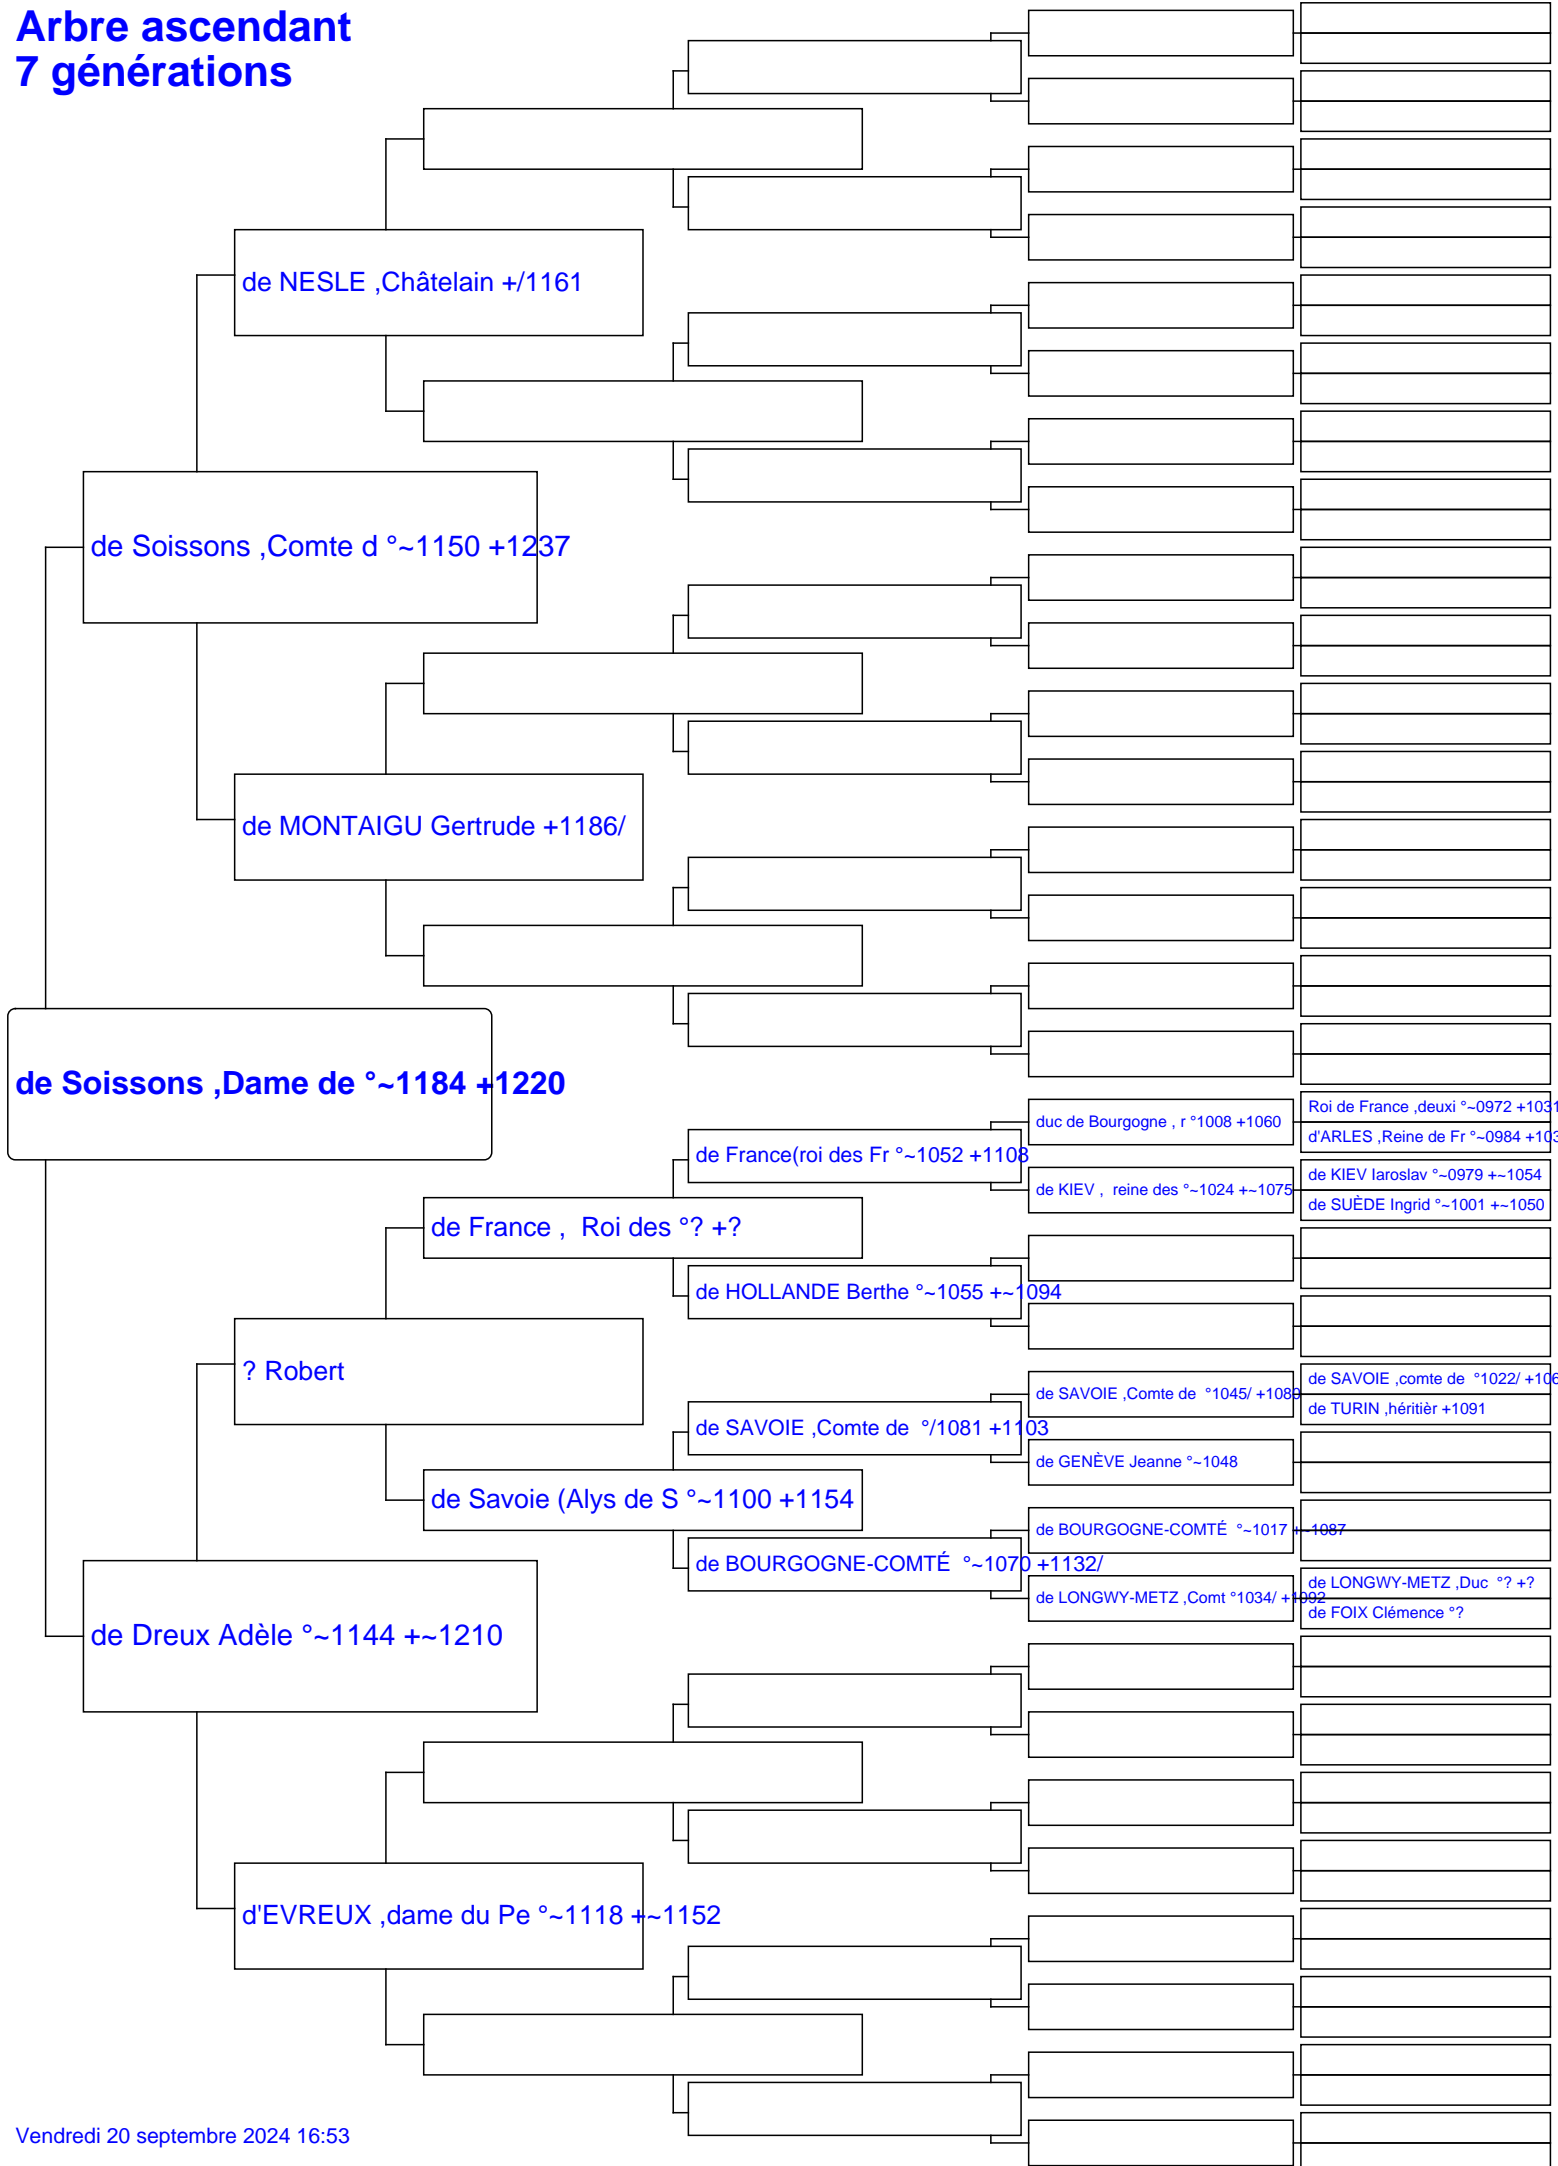 Arbre ascendant
7 générations
de NESLE ,Châtelain +/1161
de Soissons ,Comte d °~1150 +1237
de MONTAIGU Gertrude +1186/
de Soissons ,Dame de °~1184 +1220
Roi de France ,deuxi °~0972 +1031
duc de Bourgogne , r °1008 +1060
d'ARLES ,Reine de Fr °~0984 +103
de France(roi des Fr °~1052 +1108
de KIEV Iaroslav °~0979 +~1054
de KIEV ,  reine des °~1024 +~1075
de SUÈDE Ingrid °~1001 +~1050
de France ,  Roi des °? +?
de HOLLANDE Berthe °~1055 +~1094
? Robert
de SAVOIE ,comte de  °1022/ +106
de SAVOIE ,Comte de  °1045/ +1080
de TURIN ,héritièr +1091
de SAVOIE ,Comte de  °/1081 +1103
de GENÈVE Jeanne °~1048
de Savoie (Alys de S °~1100 +1154
de BOURGOGNE-COMTÉ  °~1017 +~1087
de BOURGOGNE-COMTÉ  °~1070 +1132/
de LONGWY-METZ ,Duc  °? +?
de LONGWY-METZ ,Comt °1034/ +1092
de FOIX Clémence °?
de Dreux Adèle °~1144 +~1210
d'EVREUX ,dame du Pe °~1118 +~1152
Vendredi 20 septembre 2024 16:53